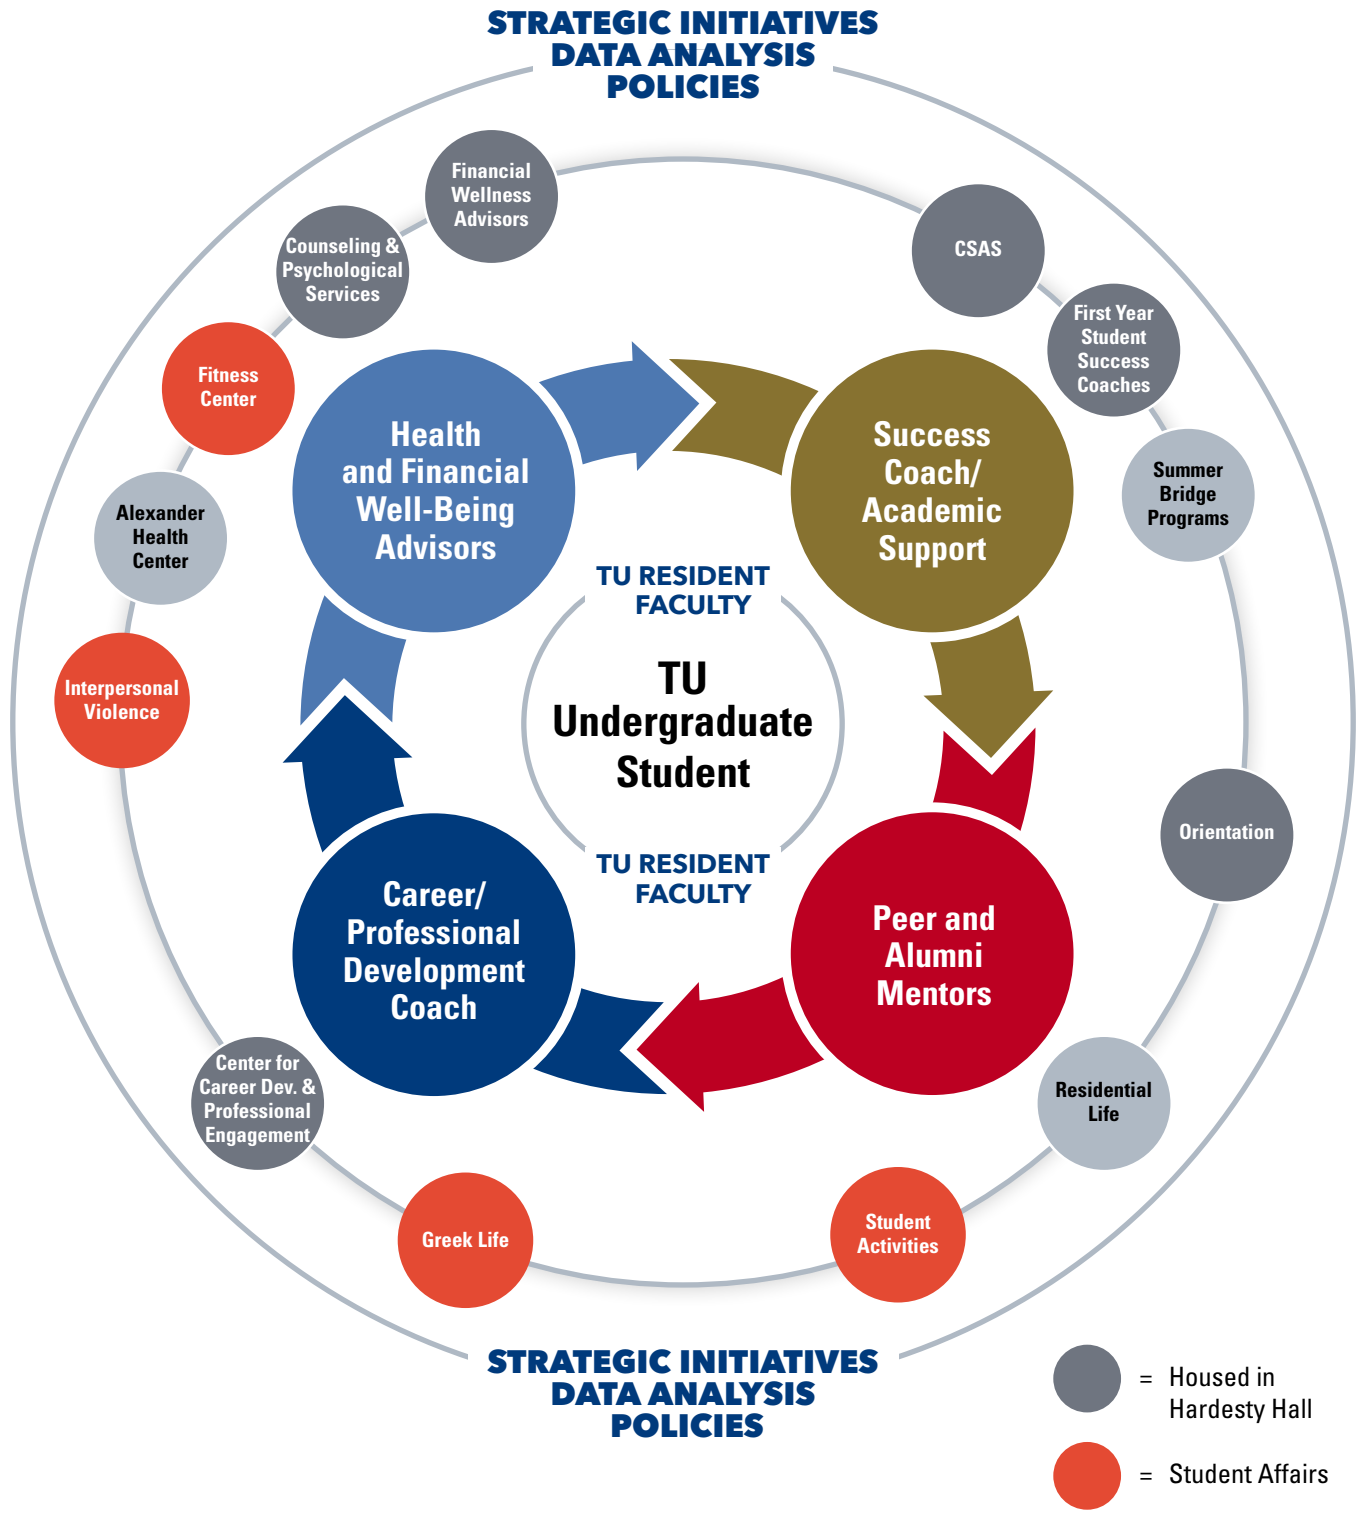 STRATEGIC INITIATIVES
DATA ANALYSIS
POLICIES
Financial
Wellness
Advisors
Counseling &
Psychological
Services
CSAS
First Year
Student
Success
Coaches
Fitness
Center
Summer
Bridge
Programs
Alexander
Health
Center
Interpersonal
Violence
Orientation
Health
and Financial
Well-Being
Advisors
Success
Coach/
Academic
Support
TU RESIDENT
FACULTY
TU
Undergraduate
Student
TU RESIDENT
FACULTY
Career/
Professional
Development
Coach
Peer and
Alumni
Mentors
Center for
Career Dev. &
Professional
Engagement
Residential
Life
Greek Life
Student
Activities
STRATEGIC INITIATIVES
DATA ANALYSIS
POLICIES
= Housed in
Hardesty Hall
= Student Affairs